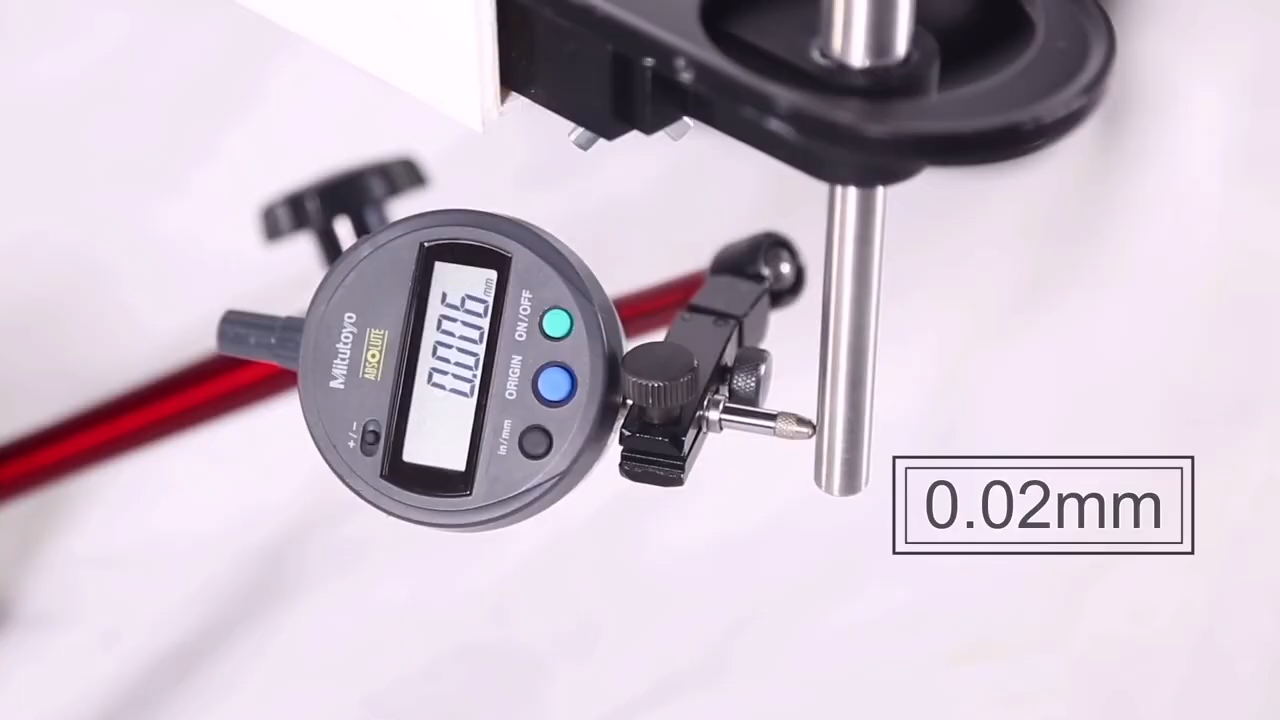 Mitutoyo
ABSOLUTE
+/−
0.006
mm
ON/OFF
ORIGIN
in/mm
0.02mm